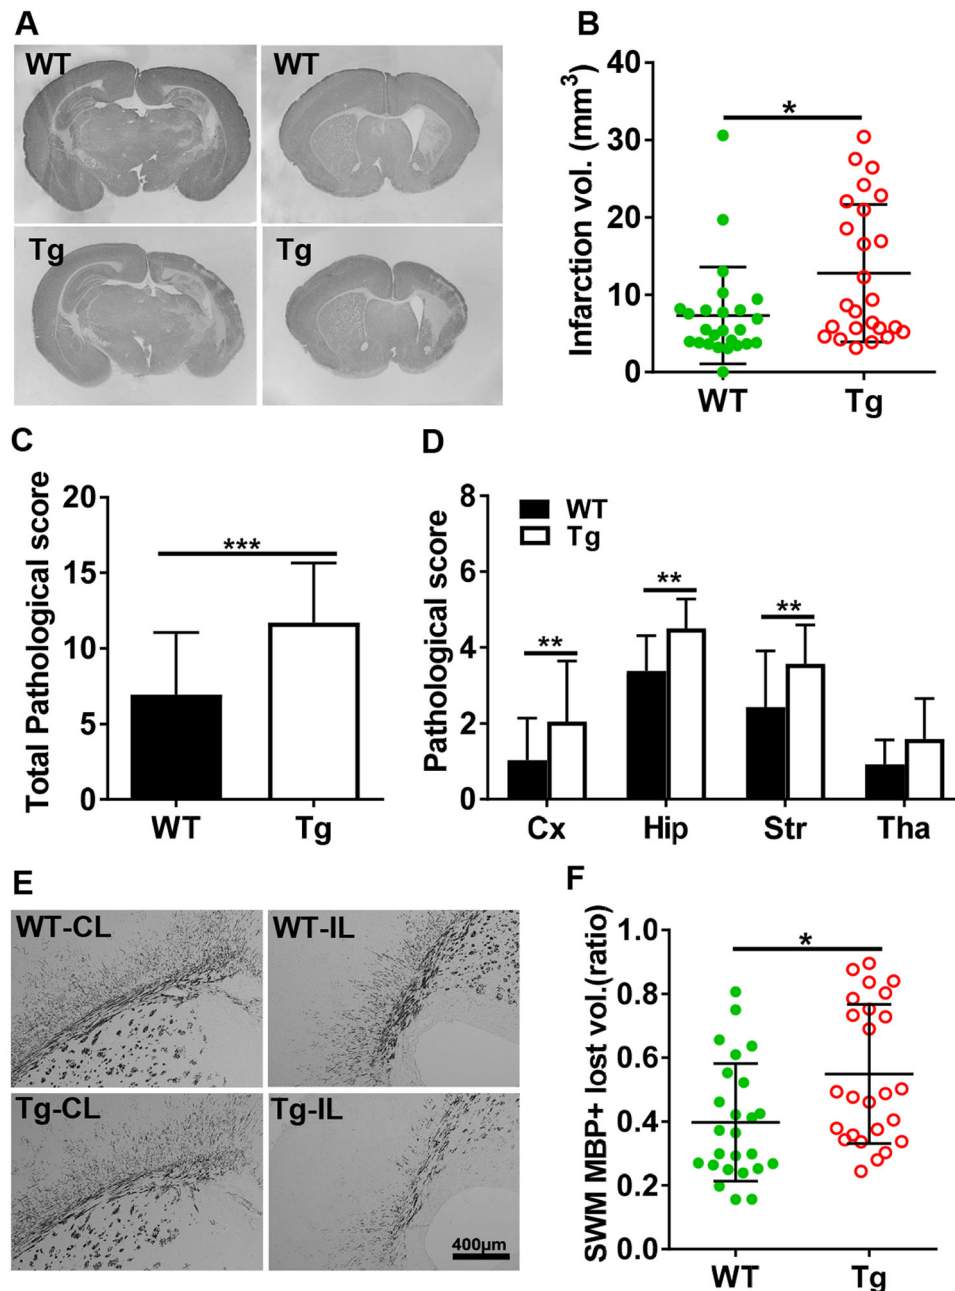 A
WT
WT
Tg
Tg
B
Infarction vol. (mm³)
40
30
20
10
0
*
WT
Tg
C
Total Pathological score
20
15
10
5
0
***
WT
Tg
D
Pathological score
8
6
4
2
0
WT
Tg
**
**
**
Cx
Hip
Str
Tha
E
WT-CL
WT-IL
Tg-CL
Tg-IL
400µm
F
SWM MBP+ lost vol.(ratio)
1.0
0.8
0.6
0.4
0.2
0.0
*
WT
Tg